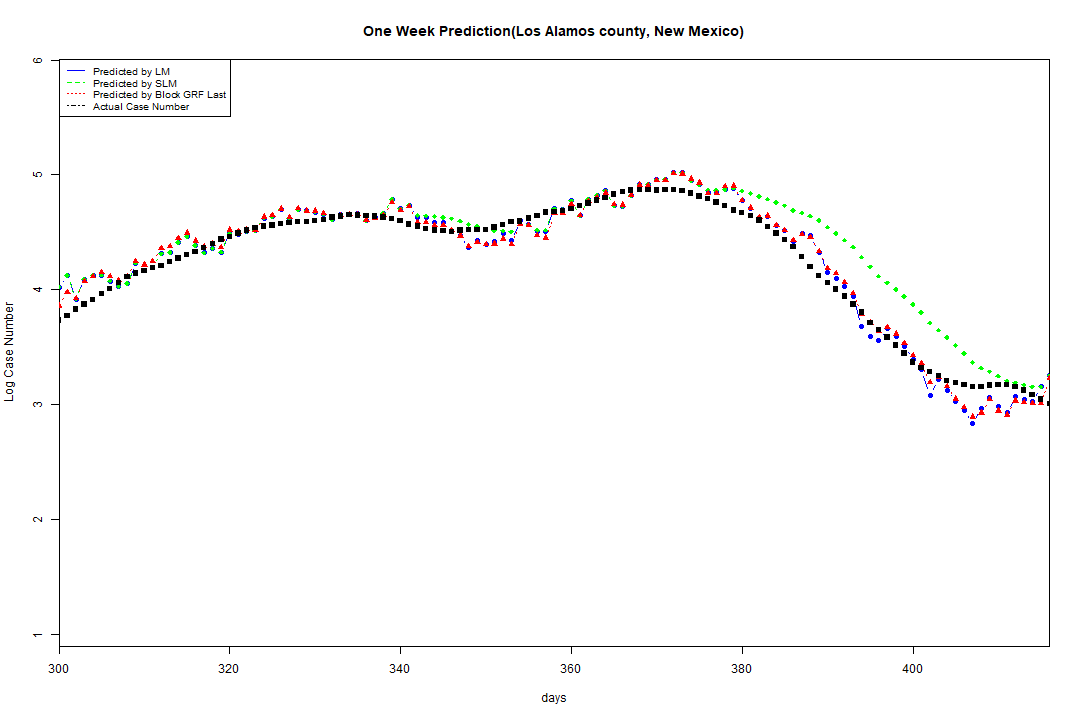 One Week Prediction(Los Alamos county, New Mexico)
Predicted by LM
Predicted by SLM
Predicted by Block GRF Last
Actual Case Number
6
5
4
3
2
1
Log Case Number
300 320 340 360 380 400
days